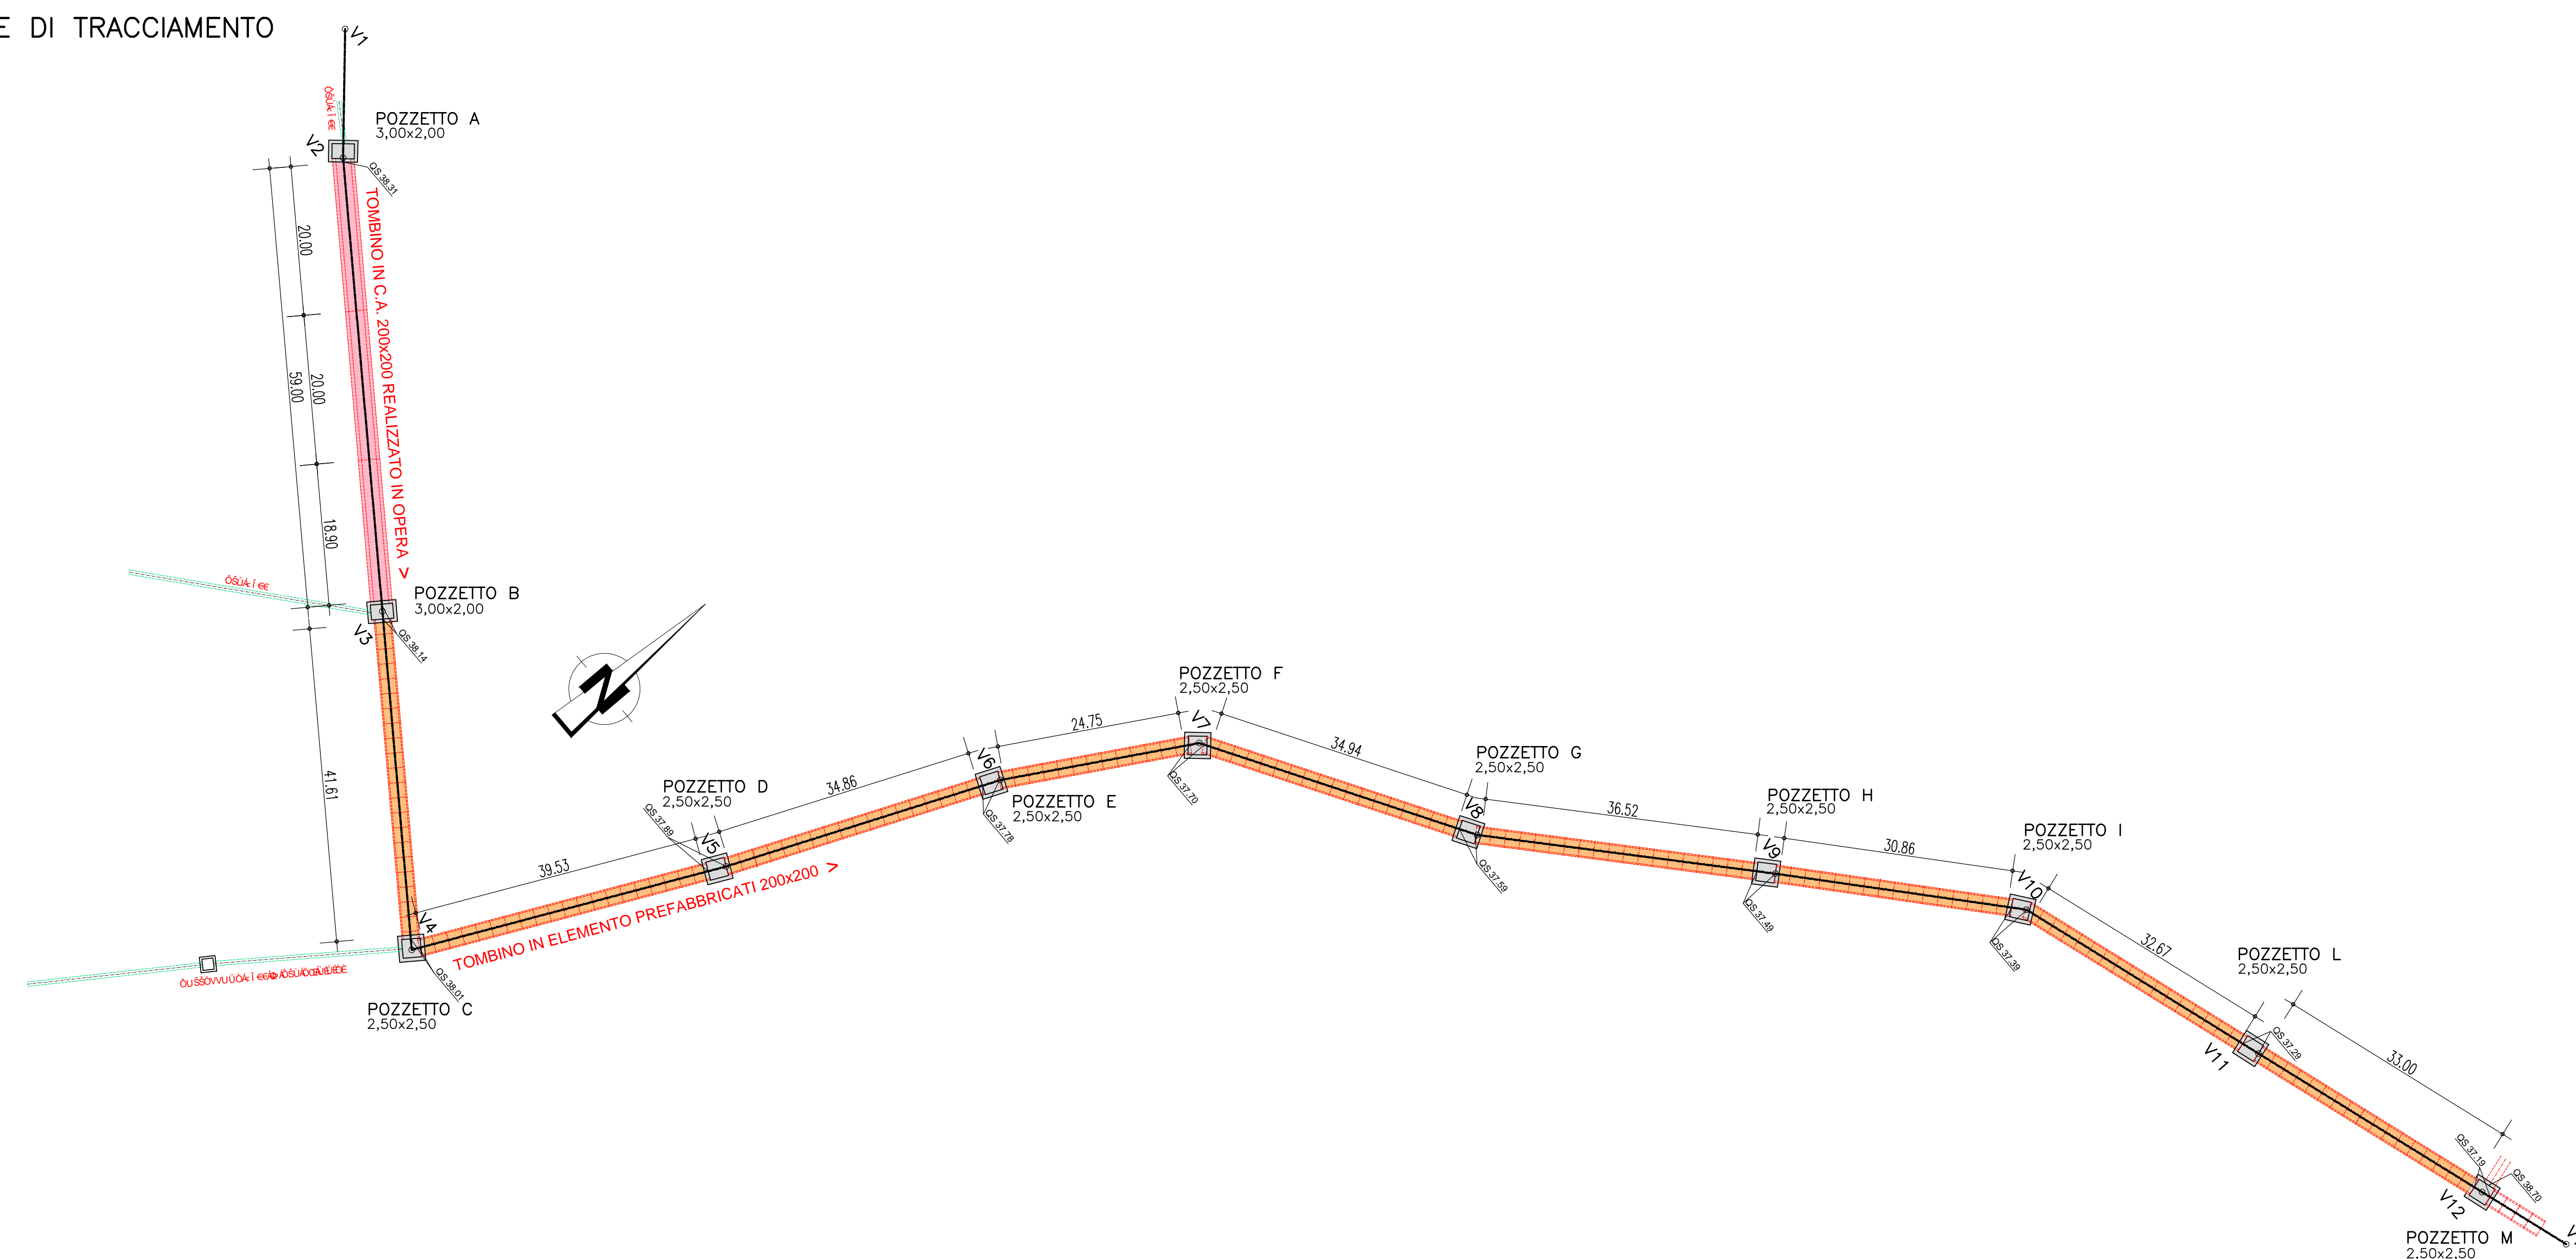 E DI TRACCIAMENTO
V1
POZZETTO A
3,00x2,00
V2
QS 38.31
TOMBINO IN C.A. 200x200 REALIZZATO IN OPERA >
20.00
20.00
59.00
18.90
POZZETTO B
3,00x2,00
V3
QS 38.14
41.61
N
V4
QS 38.01
POZZETTO C
2,50x2,50
39.53
TOMBINO IN ELEMENTO PREFABBRICATI 200x200 >
POZZETTO D
2,50x2,50
QS 37.89
V5
34.86
V6
POZZETTO E
2,50x2,50
QS 37.78
24.75
POZZETTO F
2,50x2,50
V7
QS 37.70
34.94
POZZETTO G
2,50x2,50
V8
QS 37.59
36.52
POZZETTO H
2,50x2,50
V9
QS 37.49
30.86
POZZETTO I
2,50x2,50
V10
QS 37.39
32.67
POZZETTO L
2,50x2,50
V11
QS 37.29
33.00
QS 37.19
QS 38.70
V12
POZZETTO M
2,50x2,50